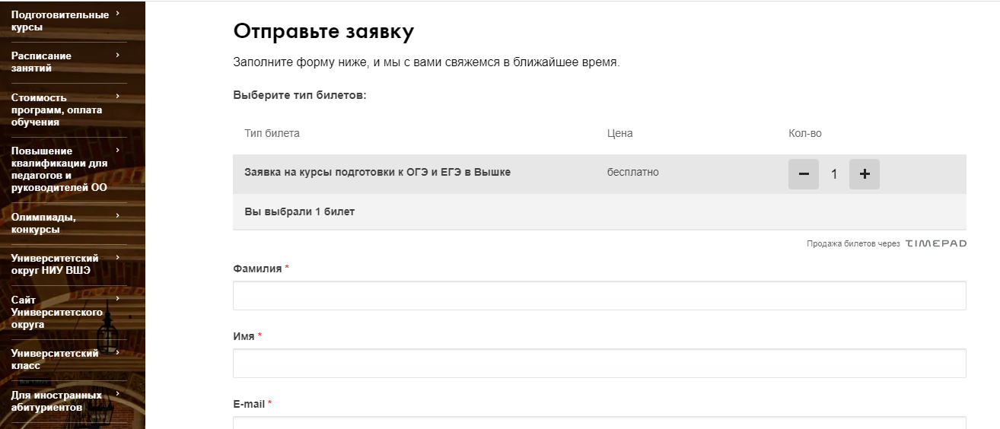 Подготовительные
курсы
Расписание
занятий
Стоимость
программ, оплата
обучения
Повышение
квалификации для
педагогов и
руководителей ОО
Олимпиады,
конкурсы
Университетский
округ НИУ ВШЭ
Сайт
Университетского
округа
Университетский
класс
Для иностранных
абитуриентов
Отправьте заявку
Заполните форму ниже, и мы с вами свяжемся в ближайшее время.
Выберите тип билетов:
Тип билета Цена Кол-во
Заявка на курсы подготовки к ОГЭ и ЕГЭ в Вышке бесплатно − 1 +
Вы выбрали 1 билет
Продажа билетов через TIMEPAD
Фамилия *
Имя *
E-mail *